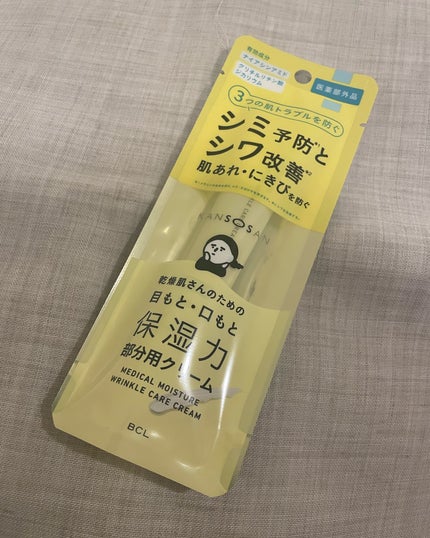 有効成分
ナイアシンアミド
グリチルリチン酸
ジカリウム
医薬部外品
3つの肌トラブルを防ぐ
シミ予防*1と
シワ改善*2
肌あれ・にきびを防ぐ
KANSOSAN
乾燥肌さんのための
目もと・口もと
保湿力
部分用クリーム
MEDICAL MOISTURE
WRINKLE CARE CREAM
BCL